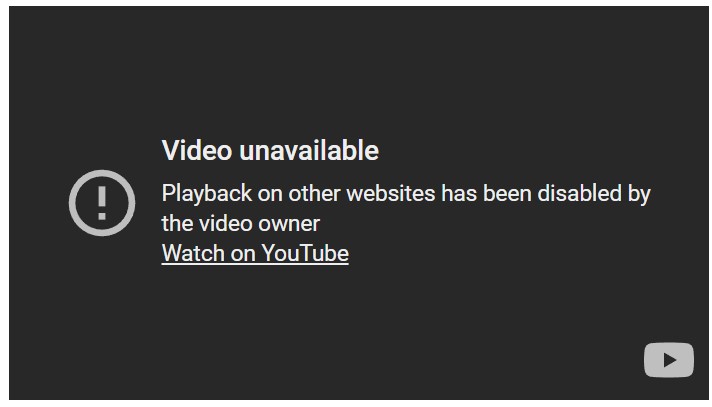 Video unavailable
Playback on other websites has been disabled by
the video owner
Watch on YouTube